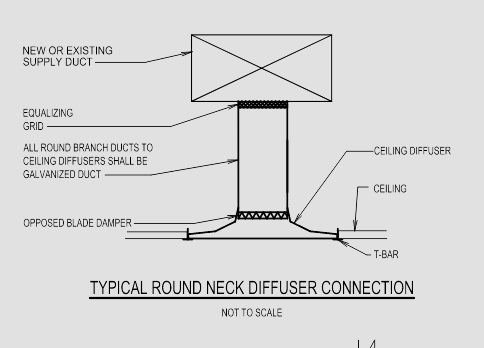 NEW OR EXISTING
SUPPLY DUCT
EQUALIZING
GRID
ALL ROUND BRANCH DUCTS TO
CEILING DIFFUSERS SHALL BE
GALVANIZED DUCT
OPPOSED BLADE DAMPER
CEILING DIFFUSER
CEILING
T-BAR
TYPICAL ROUND NECK DIFFUSER CONNECTION
NOT TO SCALE